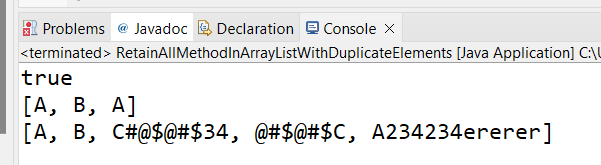 Problems @ Javadoc Declaration Console
<terminated> RetainAllMethodInArrayListWithDuplicateElements [Java Application] C:\
true
[A, B, A]
[A, B, C#@$@#$34, @#$@#$C, A234234ererer]